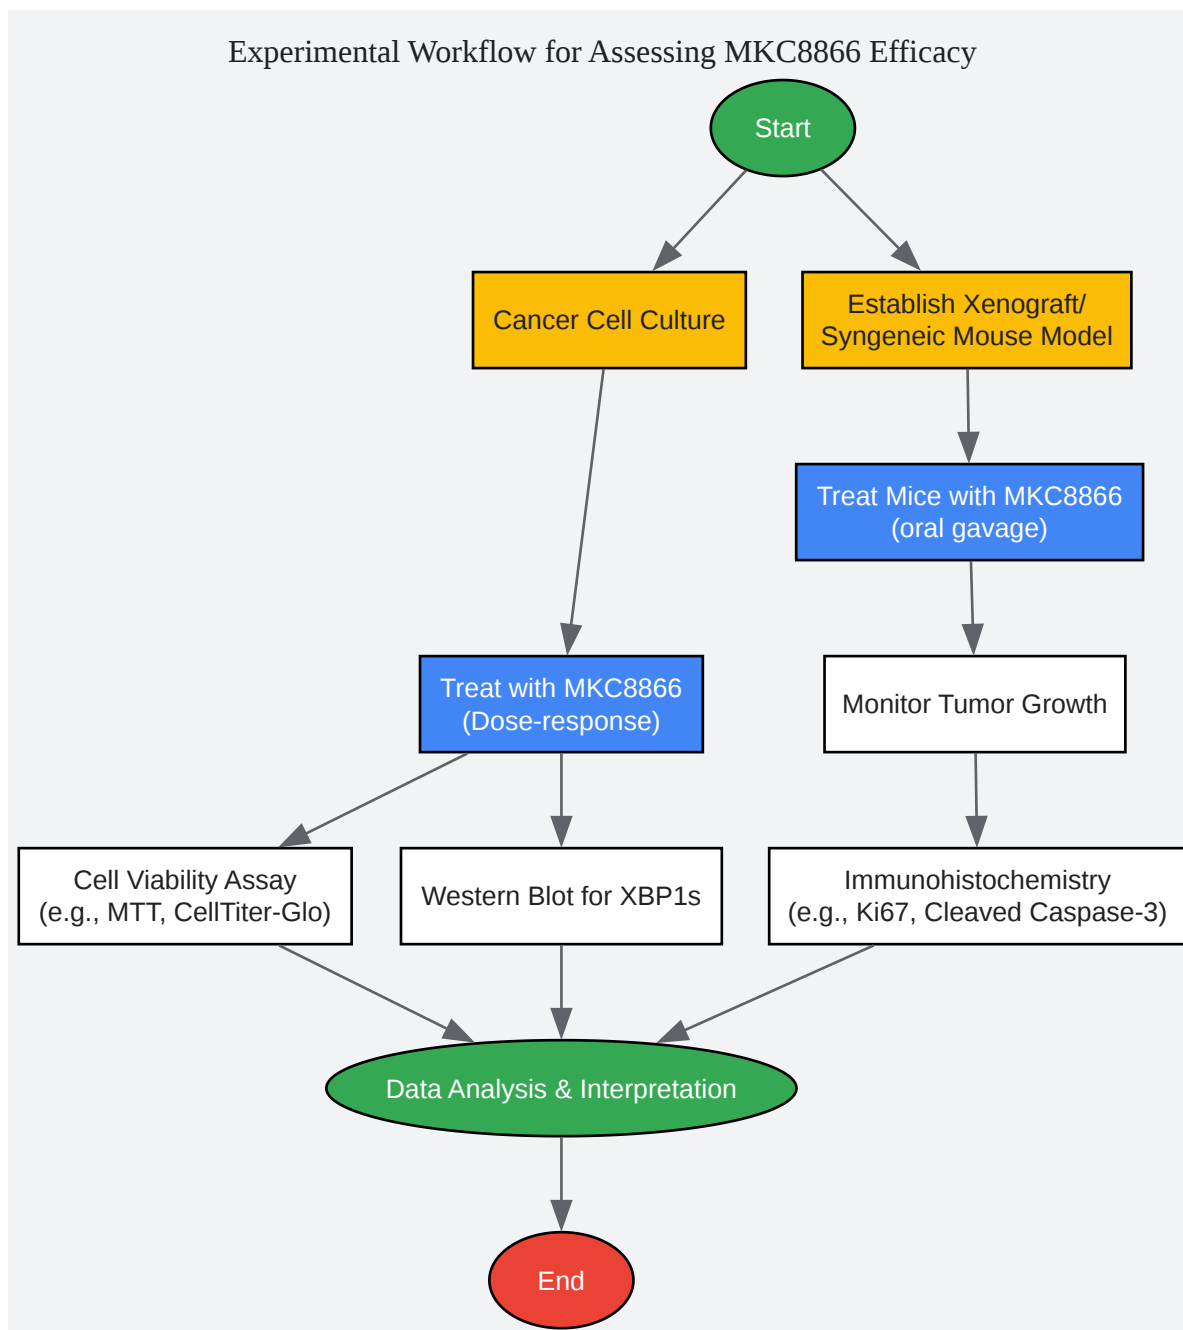 Experimental Workflow for Assessing MKC8866 Efficacy
Start
Cancer Cell Culture
Establish Xenograft/
Syngeneic Mouse Model
Treat Mice with MKC8866
(oral gavage)
Treat with MKC8866
(Dose-response)
Monitor Tumor Growth
Cell Viability Assay
(e.g., MTT, CellTiter-Glo)
Western Blot for XBP1s
Immunohistochemistry
(e.g., Ki67, Cleaved Caspase-3)
Data Analysis & Interpretation
End